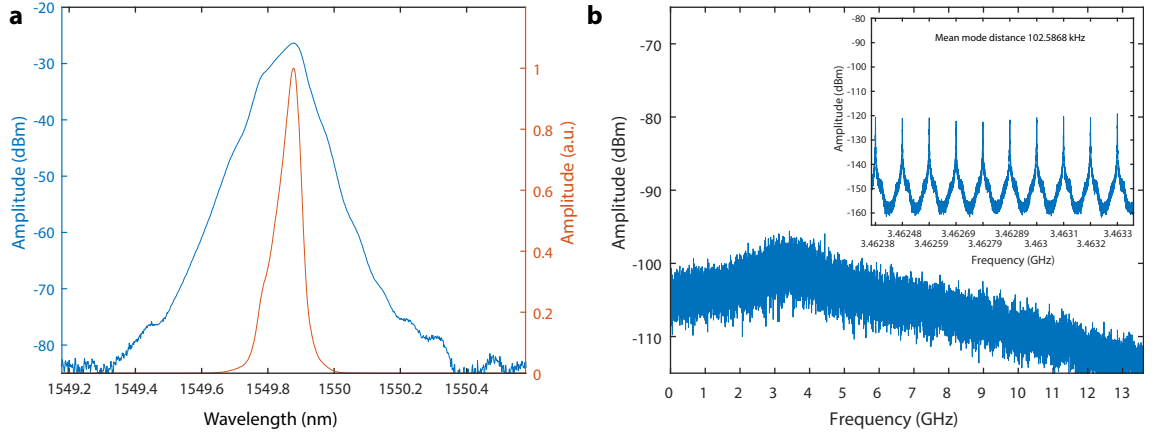 a
-20
-30
-40
-50
-60
-70
-80
Amplitude (dBm)
1
0.8
0.6
0.4
0.2
0
Amplitude (a.u.)
1549.2 1549.4 1549.6 1549.8 1550 1550.2 1550.4
Wavelength (nm)
b
-70
-80
-90
-100
-110
Amplitude (dBm)
0 1 2 3 4 5 6 7 8 9 10 11 12 13
Frequency (GHz)
Mean mode distance 102.5868 kHz
-80
-90
-100
-110
-120
-130
-140
-150
-160
Amplitude (dBm)
3.46248 3.46269 3.46289 3.4631 3.4633
3.46238 3.46259 3.46279 3.463 3.4632
Frequency (GHz)